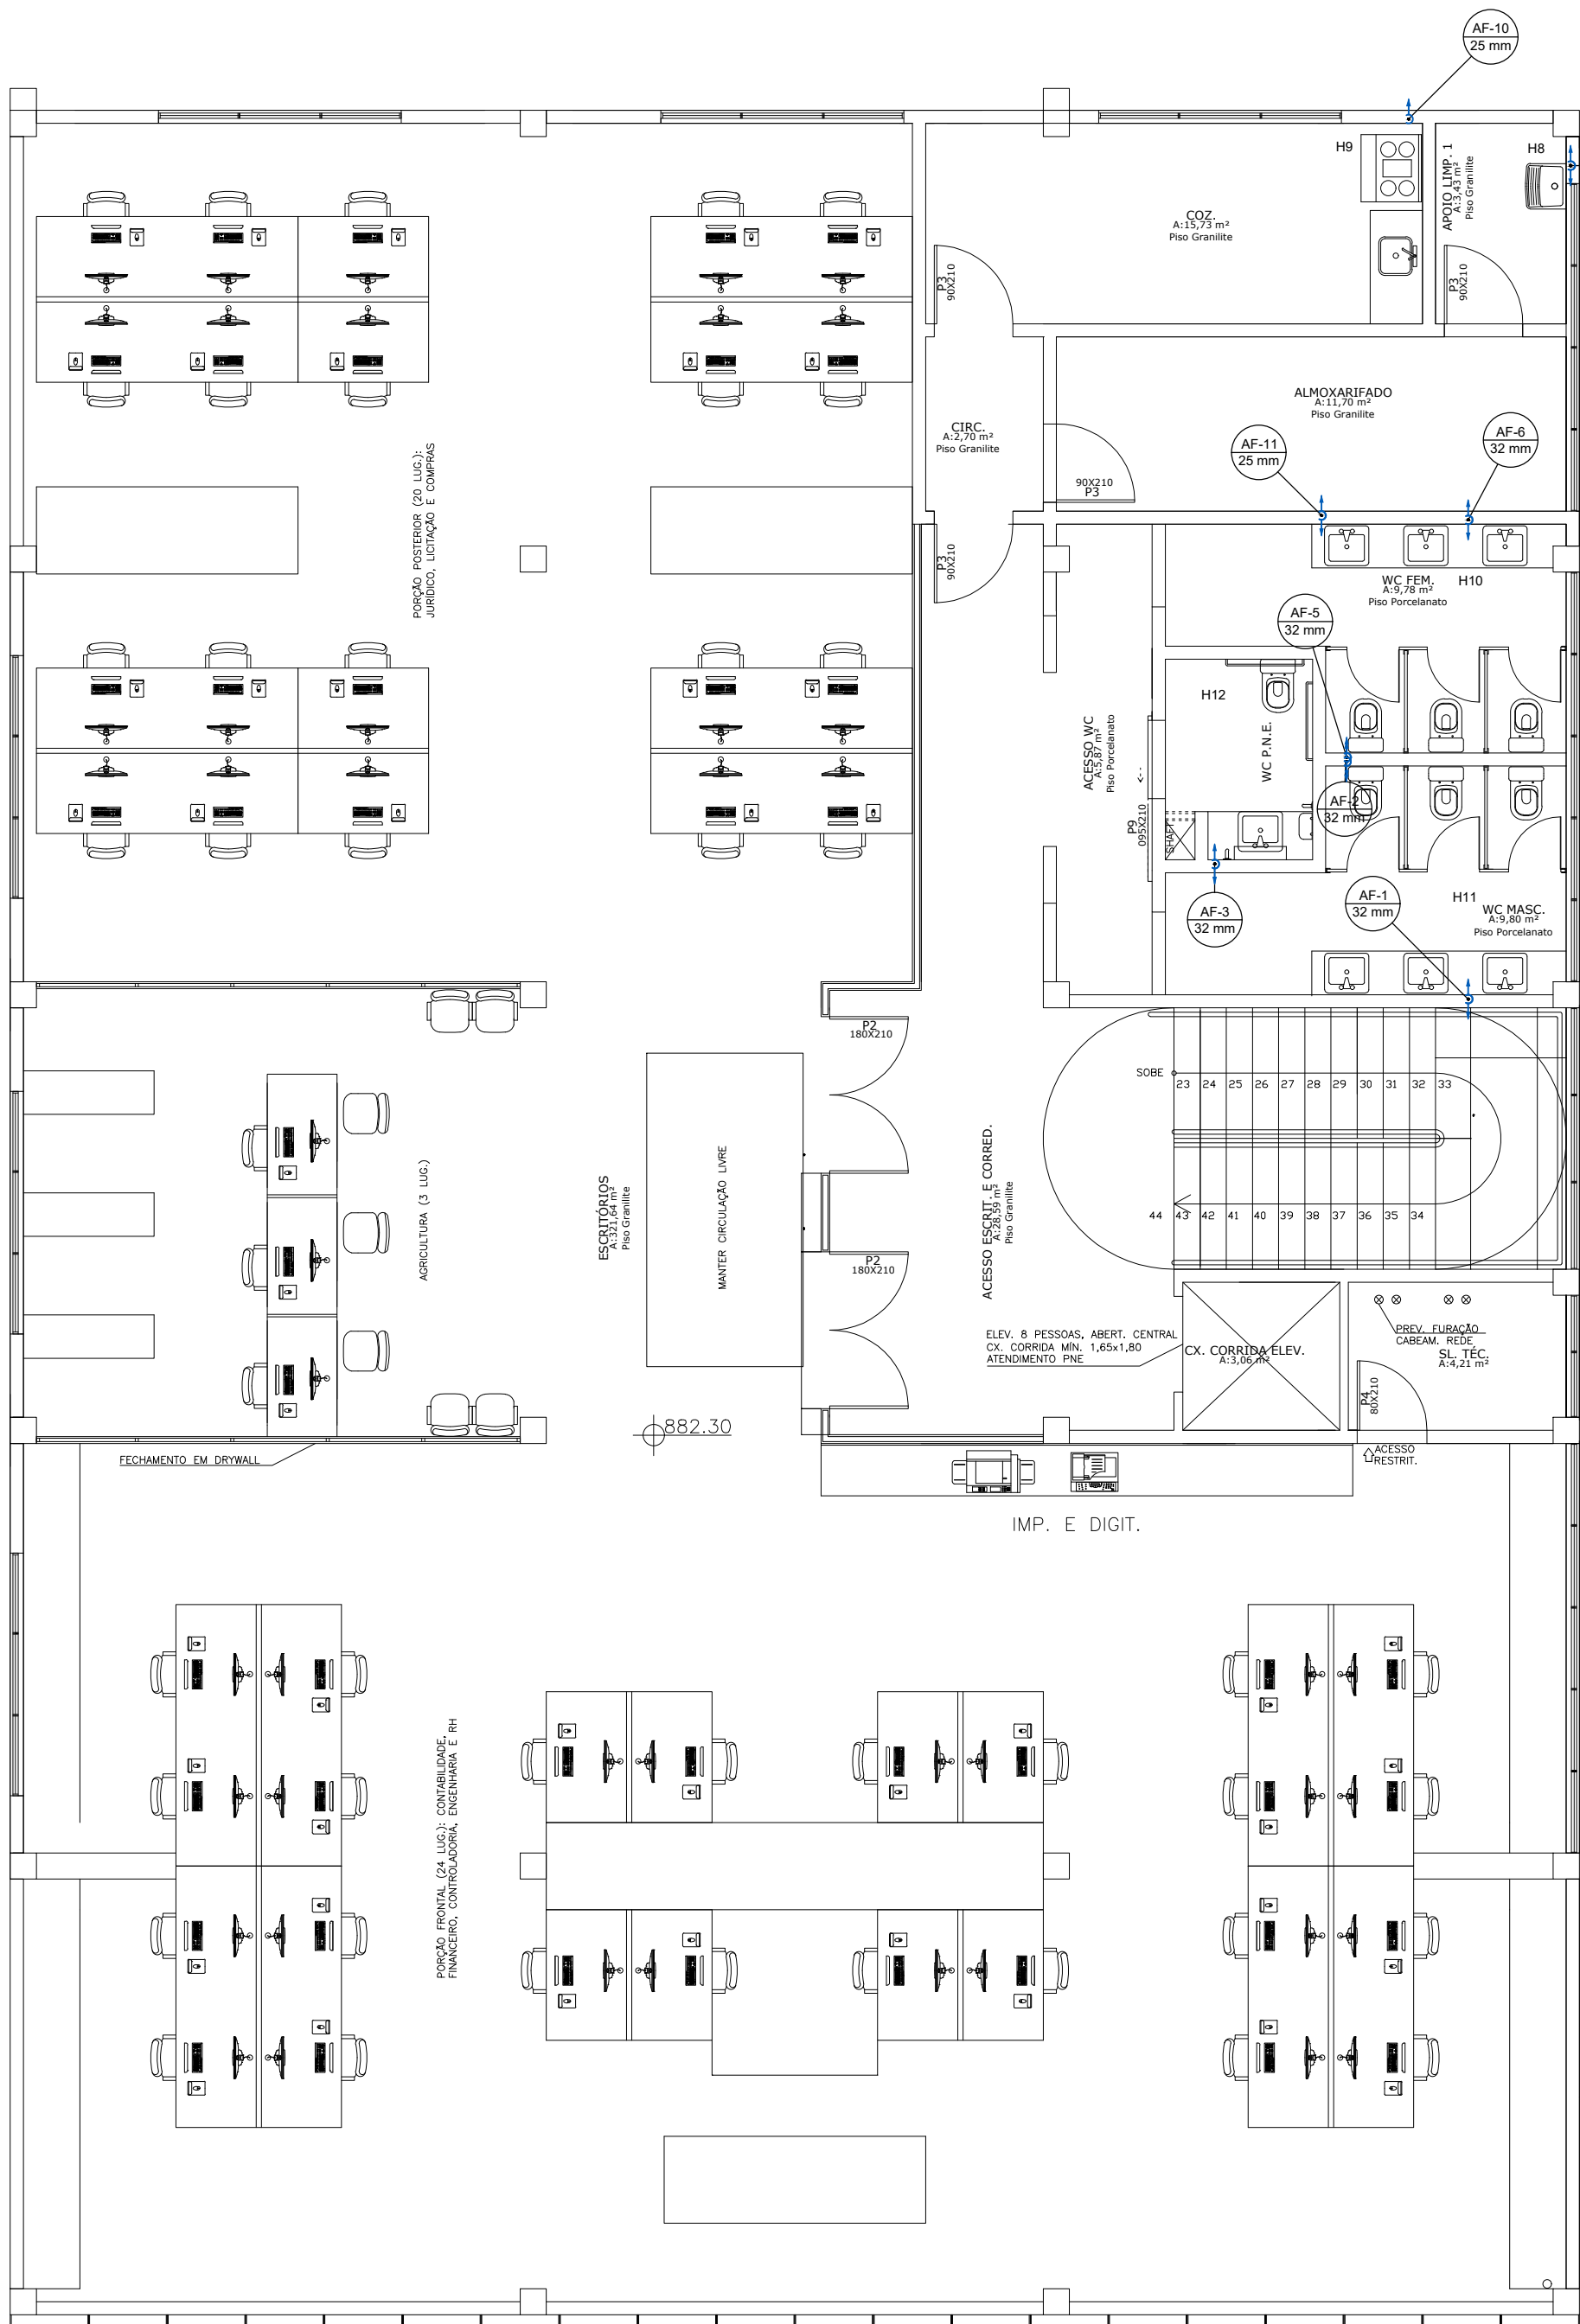 AF-10
25 mm
H9
APOIO LIMP. 1
A:3,43 m²
Piso Granilite
H8
COZ.
A:15,73 m²
Piso Granilite
P3
90X210
P3
90X210
ALMOXARIFADO
A:11,70 m²
Piso Granilite
CIRC.
A:2,70 m²
Piso Granilite
AF-11
25 mm
AF-6
32 mm
90X210
P3
PORÇÃO POSTERIOR (20 LUG.):
JURÍDICO, LICITAÇÃO E COMPRAS
P3
90X210
WC FEM.
A:9,78 m²
Piso Porcelanato
H10
AF-5
32 mm
H12
WC P.N.E.
ACESSO WC
A:5,87 m²
Piso Porcelanato
<--
P9
095X210
SHAFT
AF-2
32 mm
AF-3
32 mm
AF-1
32 mm
H11
WC MASC.
A:9,80 m²
Piso Porcelanato
P2
180X210
SOBE
23 24 25 26 27 28 29 30 31 32 33
44 43 42 41 40 39 38 37 36 35 34
AGRICULTURA (3 LUG.)
ESCRITÓRIOS
A:321,64 m²
Piso Granilite
MANTER CIRCULAÇÃO LIVRE
ACESSO ESCRIT. E CORRED.
A:28,59 m²
Piso Granilite
P2
180X210
ELEV. 8 PESSOAS, ABERT. CENTRAL
CX. CORRIDA MÍN. 1,65x1,80
ATENDIMENTO PNE
CX. CORRIDA ELEV.
A:3,06 m²
PREV. FURAÇÃO
CABEAM. REDE
SL. TÉC.
A:4,21 m²
P4
80X210
882.30
FECHAMENTO EM DRYWALL
ACESSO
RESTRIT.
IMP. E DIGIT.
PORÇÃO FRONTAL (24 LUG.): CONTABILIDADE,
FINANCEIRO, CONTROLADORIA, ENGENHARIA E RH